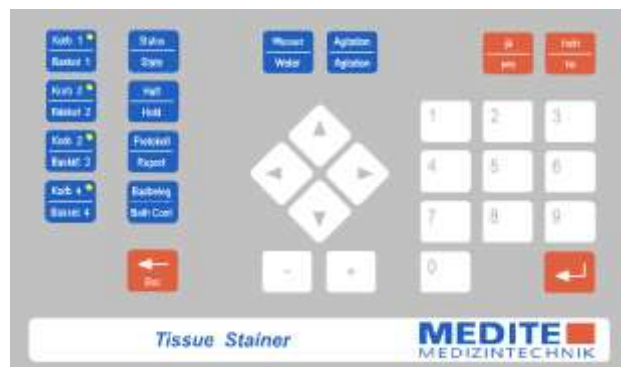 Korb 1
Basket 1
Status
State
Wasser
Water
Agitation
Agitation
ja
yes
nein
no
Korb 2
Basket 2
Halt
Hold
1
2
3
Korb
Basket 3
Protokoll
Report
4
5
6
Korb 4
Basket 4
Badbeleg
Bath Conf
7
8
9
Esc
-
+
0
Tissue Stainer
MEDITE
MEDIZINTECHNIK